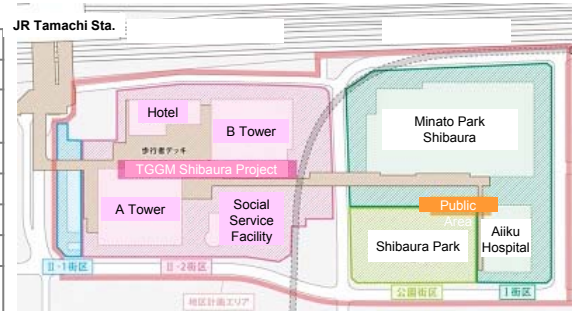 JR Tamachi Sta.
Hotel
B Tower
歩行者デッキ
TGGM Shibaura Project
A Tower
Social
Service
Facility
Minato Park
Shibaura
Public
Area
Shibaura Park
Aiiku
Hospital
II-1街区
II-2街区
公園街区
I街区
地区計画エリア